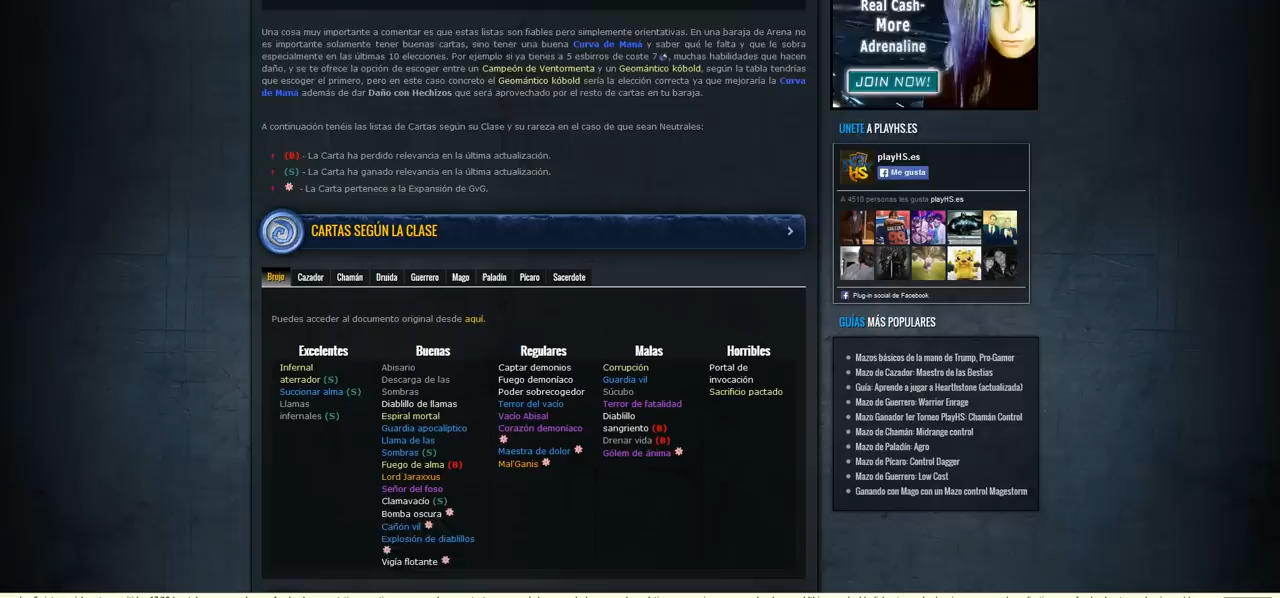 Una cosa muy importante a comentar es que estas listas son fiables pero simplemente orientativas. En una baraja de Arena no
es importante solamente tener buenas cartas, sino tener una buena Curva de Maná y saber qué le falta y que le sobra
especialmente en las últimas 10 elecciones. Por ejemplo si ya tienes a 5 esbirros de coste 7, muchas habilidades que hacen
daño, y se te ofrece la opción de escoger entre un Campeón de Ventormenta y un Geomántico kóbold, según la tabla tendrías
que escoger el primero, pero en este caso concreto el Geomántico kóbold sería la elección correcta ya que mejoraría la Curva
de Maná además de dar Daño con Hechizos que será aprovechado por el resto de cartas en tu baraja.
A continuación tenéis las listas de Cartas según su Clase y su rareza en el caso de que sean Neutrales:
(B) - La Carta ha perdido relevancia en la última actualización.
(S) - La Carta ha ganado relevancia en la última actualización.
- La Carta pertenece a la Expansión de GvG.
CARTAS SEGÚN LA CLASE
Brujo Cazador Chamán Druida Guerrero Mago Paladín Pícaro Sacerdote
Puedes acceder al documento original desde aquí.
Excelentes
Infernal
aterrador (S)
Succionar alma (S)
Llamas
infernales (S)
Buenas
Abisario
Descarga de las
Sombras
Diablillo de llamas
Espiral mortal
Guardia apocalíptico
Llama de las
Sombras (S)
Fuego de alma (B)
Lord Jaraxxus
Señor del foso
Clamavacío (S)
Bomba oscura
Cañón vil
Explosión de diablillos
Vigía flotante
Regulares
Captar demonios
Fuego demoníaco
Poder sobrecogedor
Terror del vacío
Vacío Abisal
Corazón demoníaco
Maestra de dolor
Mal'Ganis
Malas
Corrupción
Guardia vil
Súcubo
Terror de fatalidad
Diablillo
sangriento (B)
Drenar vida (B)
Gólem de ánima
Horribles
Portal de
invocación
Sacrificio pactado
Real Cash-
More
Adrenaline
JOIN NOW!
UNETE A PLAYHS.ES
playHS.es
Me gusta
A 4518 personas les gusta playHS.es
Plug-in social de Facebook
GUÍAS MÁS POPULARES
Mazos básicos de la mano de Trump, Pro-Gamer
Mazo de Cazador: Maestro de las Bestias
Guía: Aprende a jugar a Hearthstone (actualizada)
Mazo de Guerrero: Warrior Enrage
Mazo Ganador 1er Torneo PlayHS: Chamán Control
Mazo de Chamán: Midrange control
Mazo de Paladín: Agro
Mazo de Pícaro: Control Dagger
Mazo de Guerrero: Low Cost
Ganando con Mago con un Mazo control Magestorm